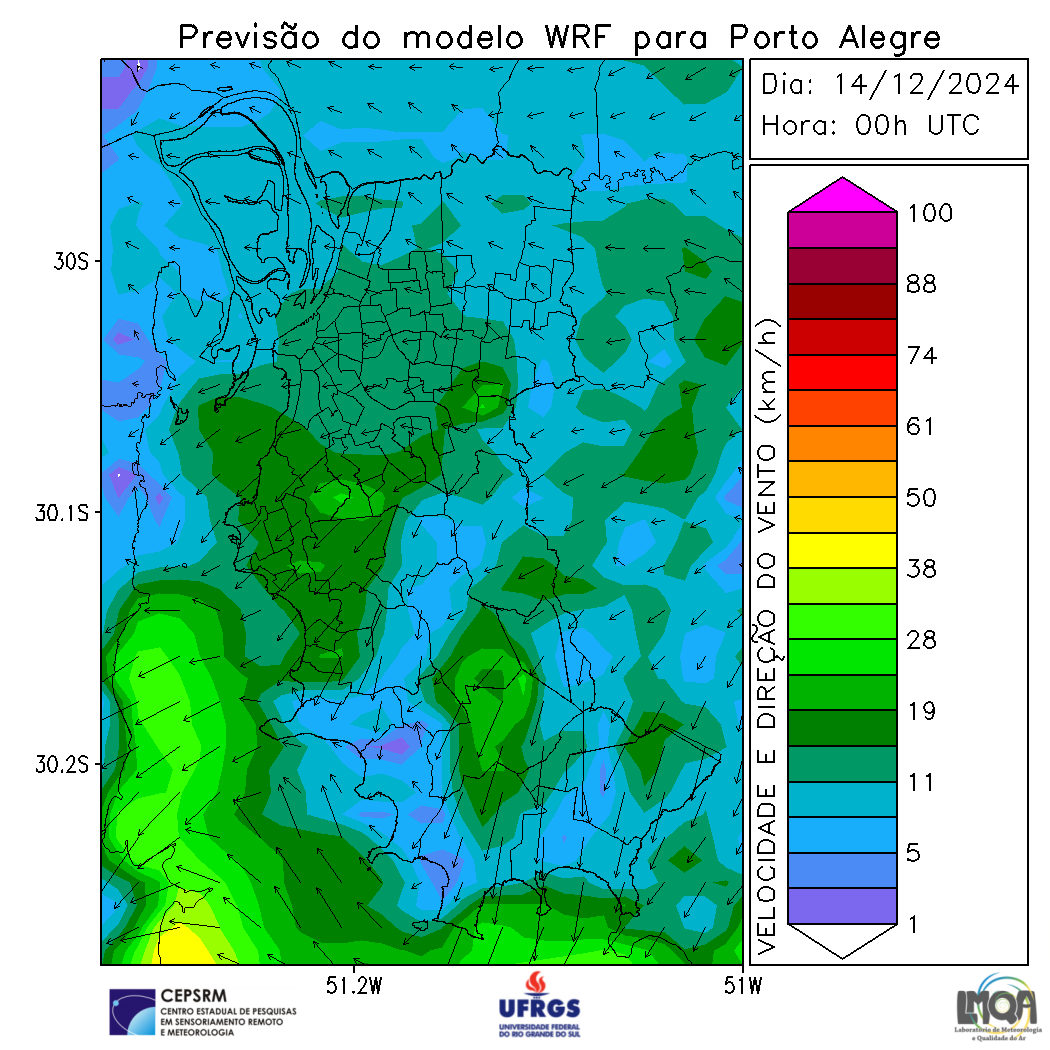 Previsão do modelo WRF para Porto Alegre
Dia: 14/12/2024
Hora: 00h UTC
30S
30.1S
30.2S
51.2W
51W
VELOCIDADE E DIREÇÃO DO VENTO (km/h)
100
88
74
61
50
38
28
19
11
5
1
CEPSRM
CENTRO ESTADUAL DE PESQUISAS
EM SENSORIAMENTO REMOTO
E METEOROLOGIA
UFRGS
UNIVERSIDADE FEDERAL
DO RIO GRANDE DO SUL
LMQA
Laboratório de Meteorologia
e Qualidade do Ar